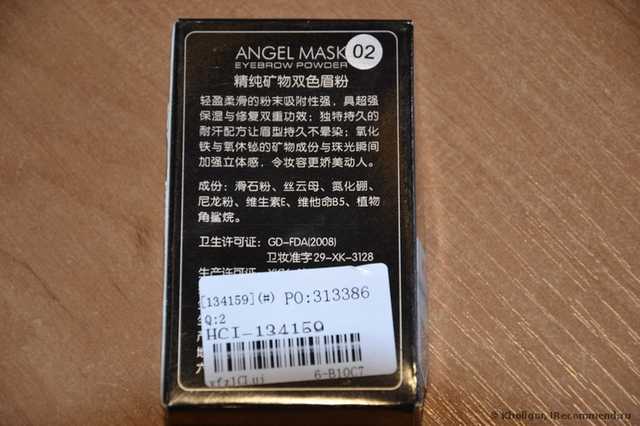 ANGEL MASK
02
EYEBROW POWDER
精纯矿物双色眉粉
轻盈柔滑的粉末吸附性强，具超强
保湿与修复双重功效；独特持久的
耐汗配方让眉型持久不晕染；氧化
铁与氧休铋的矿物成份与珠光瞬间
加强立体感，令妆容更娇美动人。
成份：滑石粉、丝云母、氮化硼、
尼龙粉、维生素E、维他命B5、植物
角鲨烷。
卫生许可证：GD-FDA(2008)
卫妆准字29-XK-3128
生产许可证：
[134159](#) PO:313386
Q:2
HCI-134159
6-B10C7
© Kholigan, IRecommend.ru